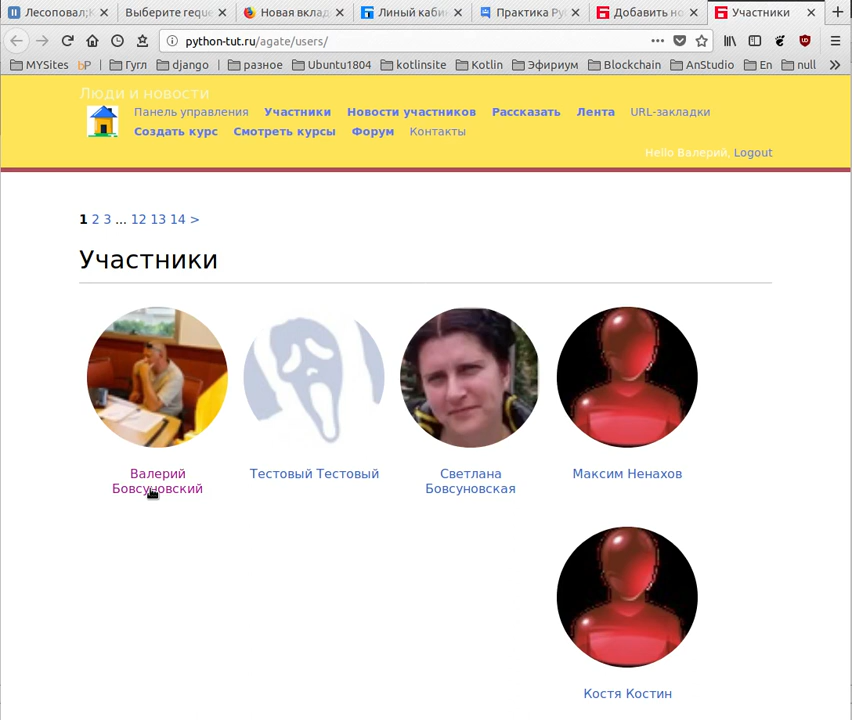 Лесоповал;К
Выберите reque
Новая вклад
Линый каби
Практика Py
Добавить но
Участники
python-tut.ru/agate/users/
MYSites
bP
Гугл
django
разное
Ubuntu1804
kotlinsite
Kotlin
Эфириум
Blockchain
AnStudio
En
null
Люди и новости
Панель управления Участники Новости участников Рассказать Лента URL-закладки
Создать курс Смотреть курсы Форум Контакты
Hello Валерий, Logout
1 2 3 ... 12 13 14 >
Участники
Валерий
Бовсуновский
Тестовый Тестовый
Светлана
Бовсуновская
Максим Ненахов
Костя Костин